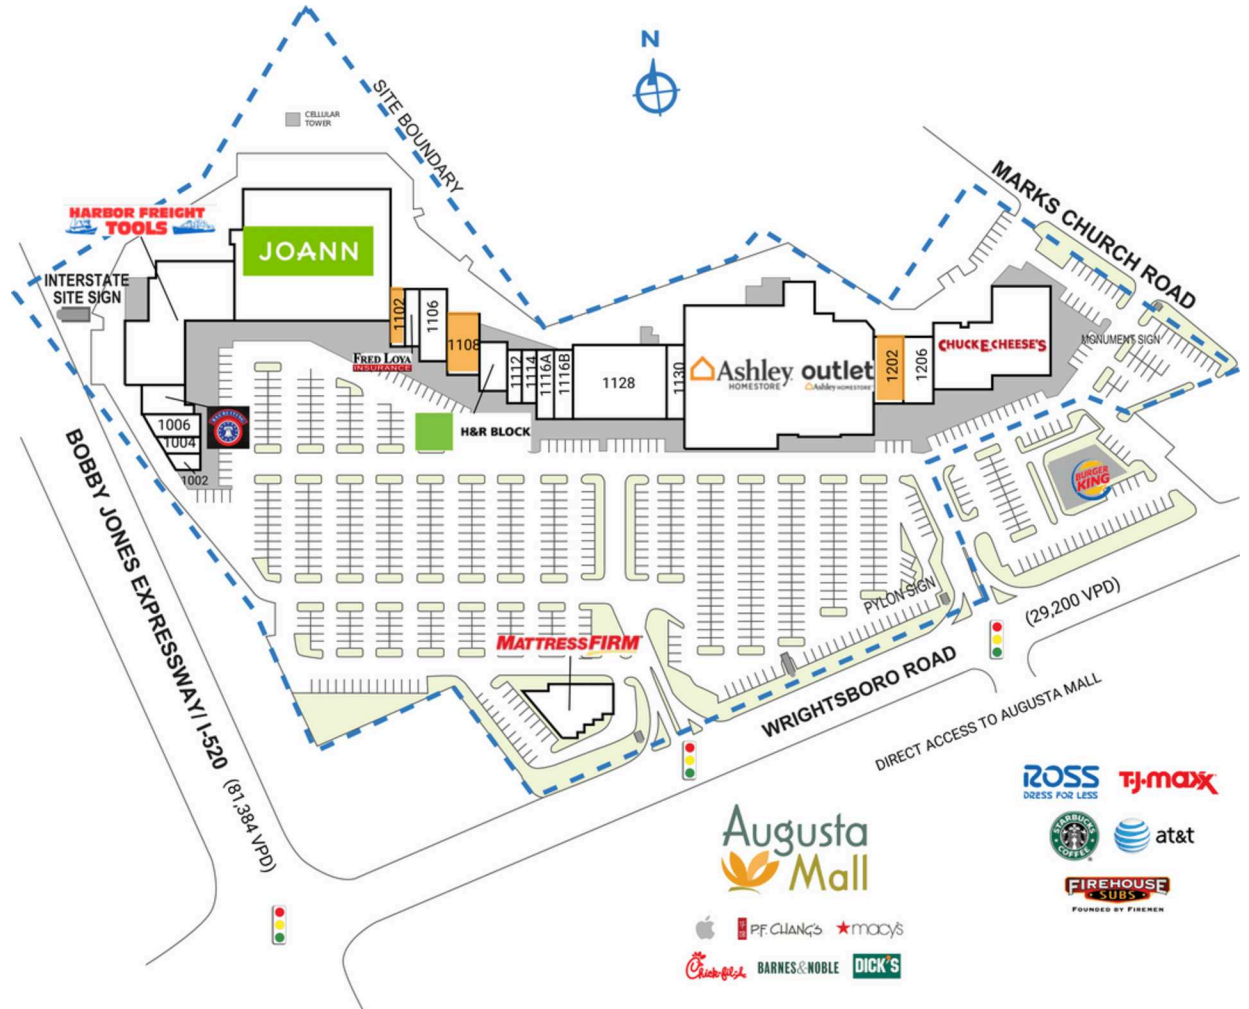 N
CELLULAR
TOWER
SITE BOUNDARY
MARKS CHURCH ROAD
HARBOR FREIGHT
TOOLS
JOANN
INTERSTATE
SITE SIGN
1102
1106
1108
FRED LOYA
INSURANCE
1112
1114
1116A
1116B
1128
1130
Ashley
HOMESTORE
outlet
Ashley HOMESTORE
1202
1206
CHUCK E. CHEESE'S
MONUMENT SIGN
RECRUITING
1006
1004
1002
H&R BLOCK
BURGER
KING
BOBBY JONES EXPRESSWAY/ I-520 (81,384 VPD)
PYLON SIGN
MATTRESSFIRM
WRIGHTSBORO ROAD
(29,200 VPD)
DIRECT ACCESS TO AUGUSTA MALL
ROSS
DRESS FOR LESS
T·J·maxx
STARBUCKS
COFFEE
at&t
FIREHOUSE
SUBS
FOUNDED BY FIREMEN
Augusta
Mall
P.F. CHANG'S
macy's
Chick-fil-A
BARNES&NOBLE
DICK'S